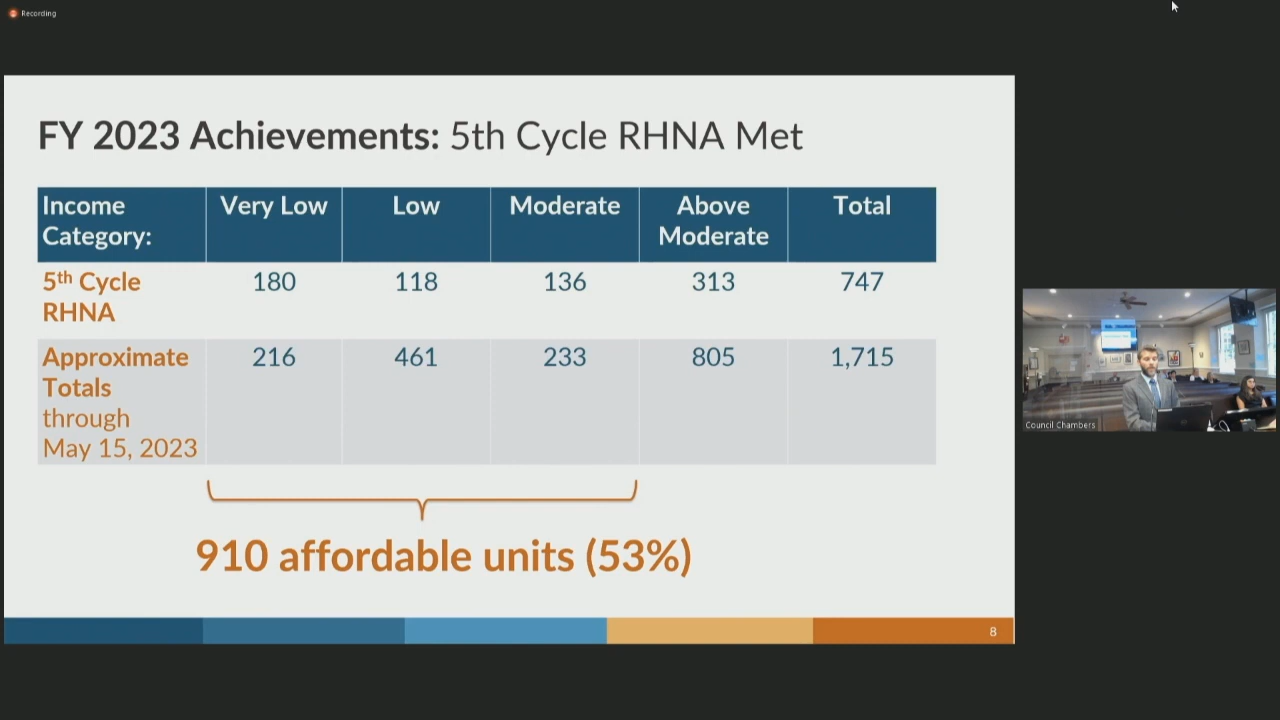 Recording
FY 2023 Achievements: 5th Cycle RHNA Met
Income Category: Very Low Low Moderate Above Moderate Total
5th Cycle RHNA 180 118 136 313 747
Approximate Totals through May 15, 2023 216 461 233 805 1,715
910 affordable units (53%)
8
Council Chambers